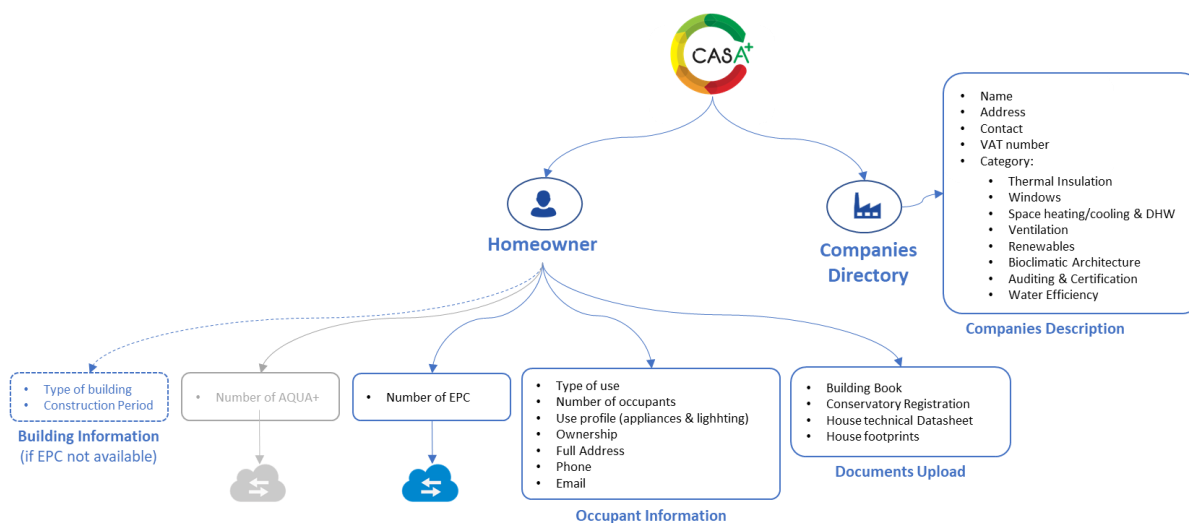 CASA+
• Name
• Address
• Contact
• VAT number
• Category:
• Thermal Insulation
• Windows
• Space heating/cooling & DHW
• Ventilation
• Renewables
• Bioclimatic Architecture
• Auditing & Certification
• Water Efficiency
Companies Description
Homeowner
Companies
Directory
• Type of building
• Construction Period
Building Information
(if EPC not available)
• Number of AQUA+
• Number of EPC
• Type of use
• Number of occupants
• Use profile (appliances & lighhting)
• Ownership
• Full Address
• Phone
• Email
Occupant Information
• Building Book
• Conservatory Registration
• House technical Datasheet
• House footprints
Documents Upload